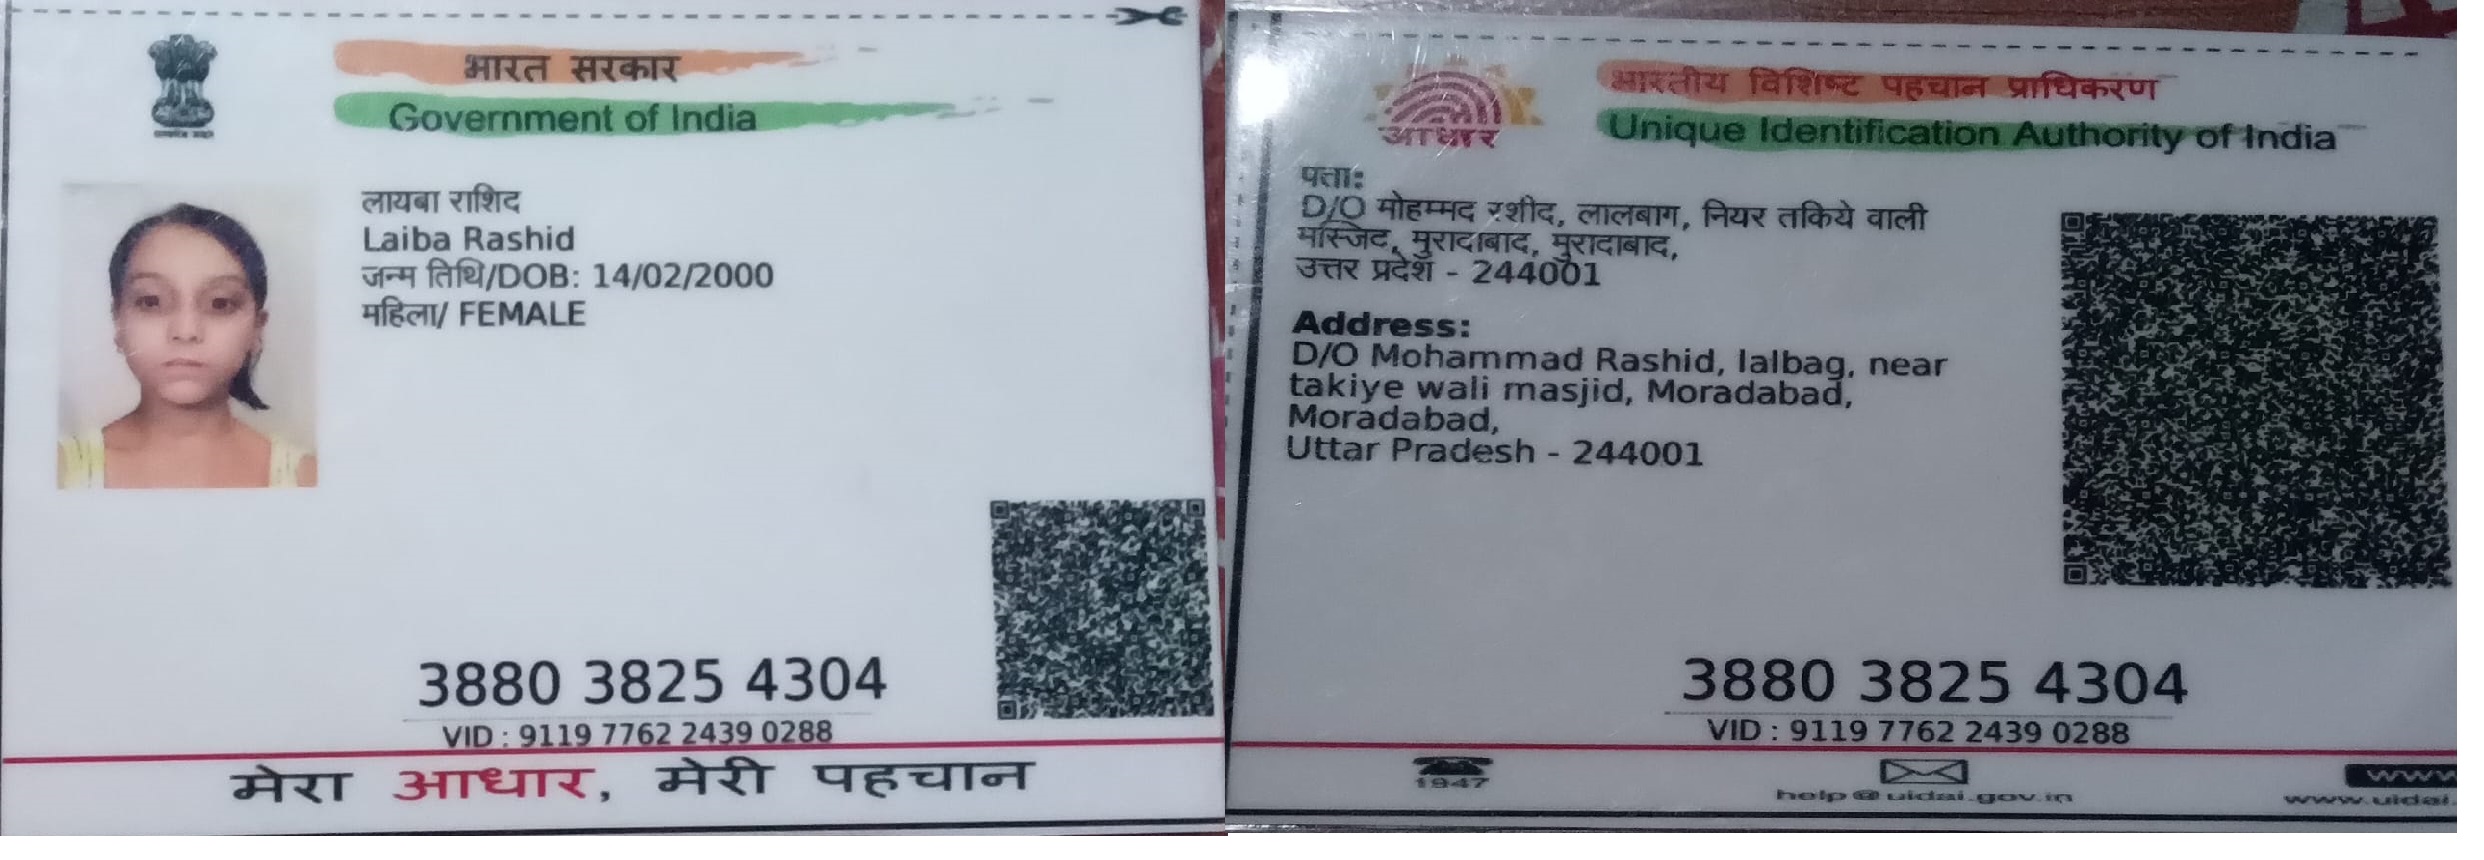 भारत सरकार
Government of India
लायबा राशिद
Laiba Rashid
जन्म तिथि/DOB: 14/02/2000
महिला/ FEMALE
3880 3825 4304
VID : 9119 7762 2439 0288
मेरा आधार, मेरी पहचान
आधार
भारतीय विशिष्ट पहचान प्राधिकरण
Unique Identification Authority of India
पता:
D/O मोहम्मद रशीद, लालबाग, नियर तकिये वाली
मस्जिद, मुरादाबाद, मुरादाबाद,
उत्तर प्रदेश - 244001
Address:
D/O Mohammad Rashid, lalbag, near
takiye wali masjid, Moradabad,
Moradabad,
Uttar Pradesh - 244001
3880 3825 4304
VID : 9119 7762 2439 0288
1947
help@uidai.gov.in
www
www.uidai.